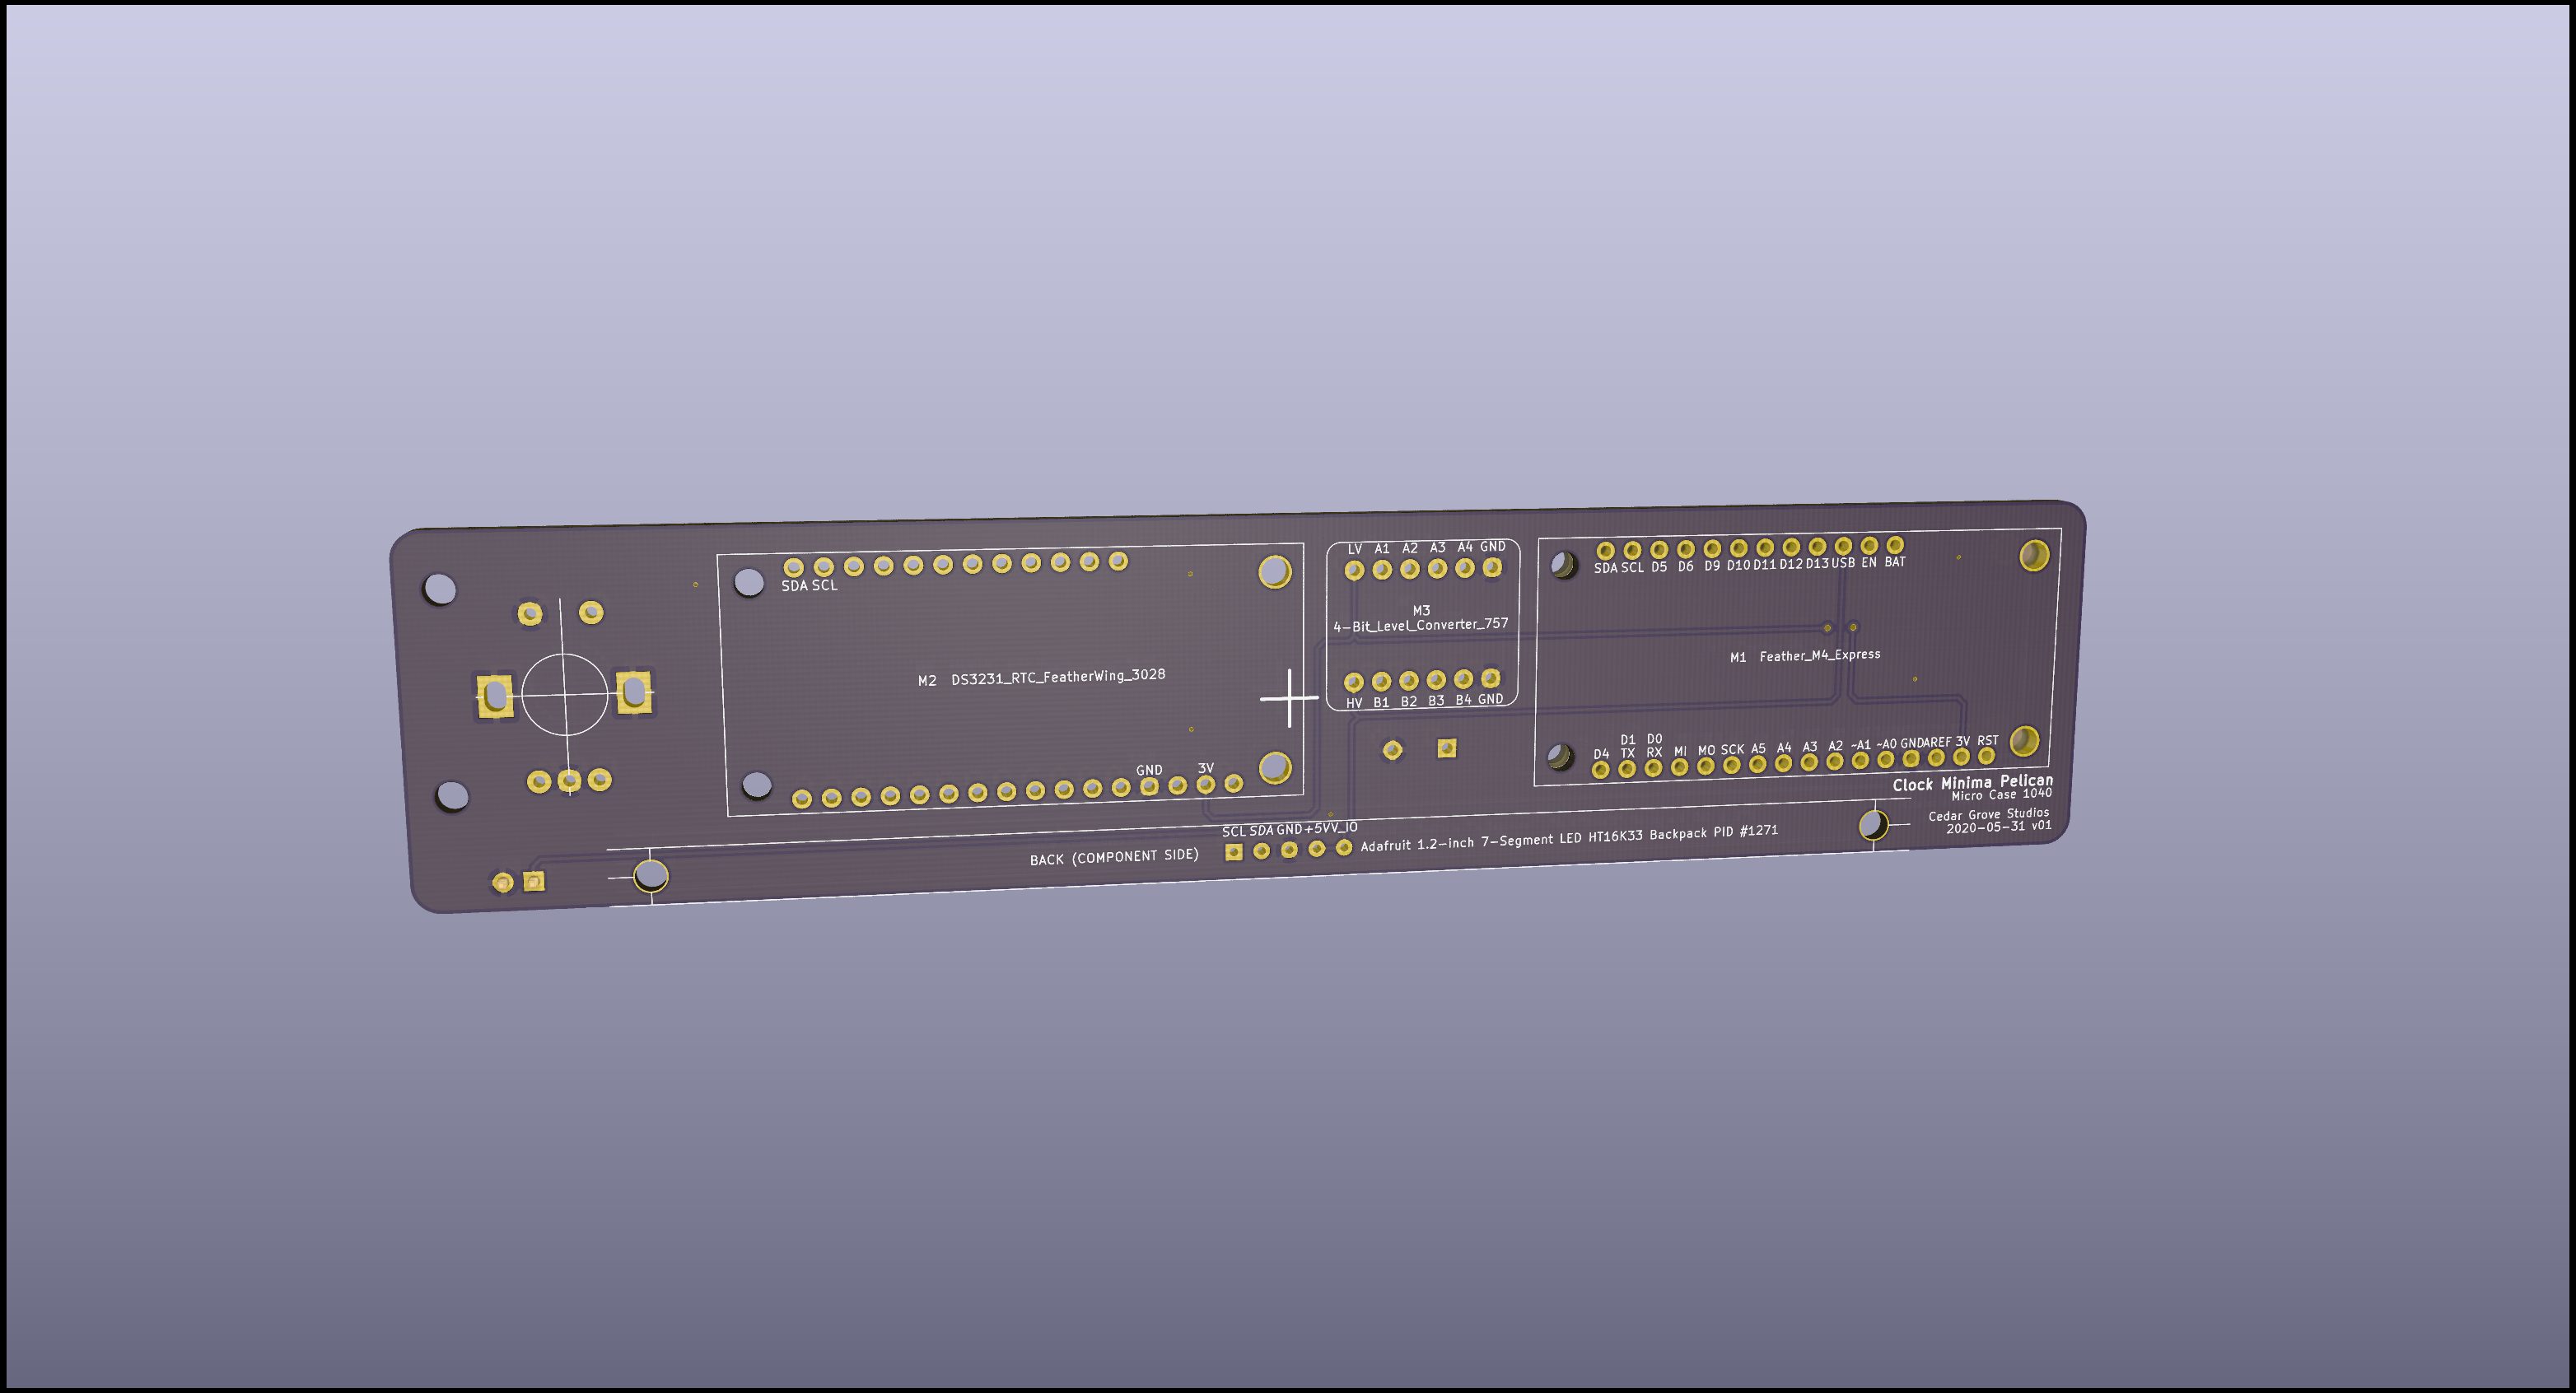 SDA SCL
M2 DS3231_RTC_FeatherWing_3028
GND 3V
LV A1 A2 A3 A4 GND
M3
4-Bit_Level_Converter_757
HV B1 B2 B3 B4 GND
SDA SCL D5 D6 D9 D10 D11 D12 D13 USB EN BAT
M1 Feather_M4_Express
D1 D0
D4 TX RX MI MO SCK A5 A4 A3 A2 ~A1 ~A0 GND AREF 3V RST
Clock Minima Pelican
Micro Case 1040
Cedar Grove Studios
2020-05-31 v01
SCL SDA GND +5V V_IO
BACK (COMPONENT SIDE)
Adafruit 1.2-inch 7-Segment LED HT16K33 Backpack PID #1271